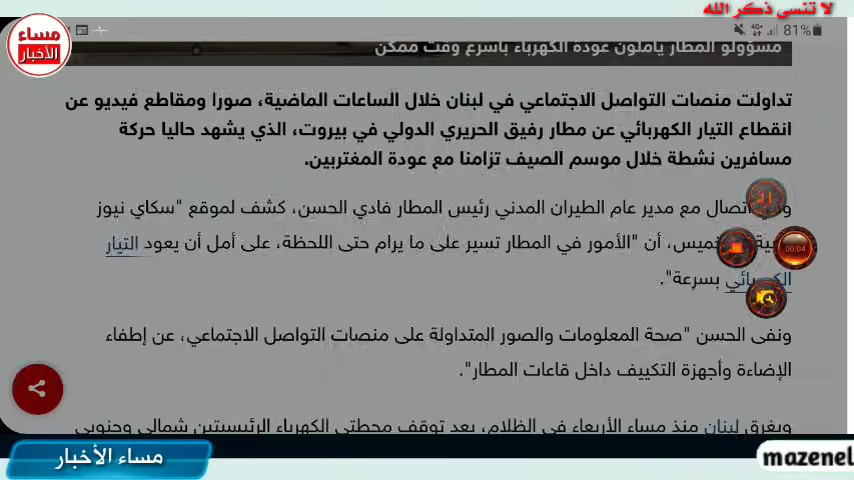 لا تنسى ذكر الله
مساء
الأخبار
81%
مسؤولو المطار يأملون عودة الكهرباء بأسرع وقت ممكن
تداولت منصات التواصل الاجتماعي في لبنان خلال الساعات الماضية، صورا ومقاطع فيديو عن
انقطاع التيار الكهربائي عن مطار رفيق الحريري الدولي في بيروت، الذي يشهد حاليا حركة
مسافرين نشطة خلال موسم الصيف تزامنا مع عودة المغتربين.
اتصال مع مدير عام الطيران المدني رئيس المطار فادي الحسن، كشف لموقع "سكاي نيوز
أن "الأمور في المطار تسير على ما يرام حتى اللحظة، على أمل أن يعود التيار
00:04
الكهربائي بسرعة".
ونفى الحسن "صحة المعلومات والصور المتداولة على منصات التواصل الاجتماعي، عن إطفاء
الإضاءة وأجهزة التكييف داخل قاعات المطار".
ويغرق لبنان منذ مساء الأربعاء في الظلام، بعد توقف محطتي الكهرباء الرئيسيتين شمالي وجنوبي
مساء الأخبار
mazenel